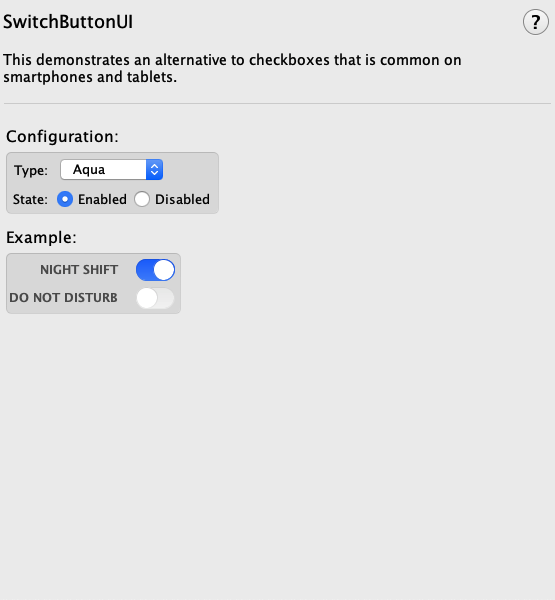 SwitchButtonUI
?
This demonstrates an alternative to checkboxes that is common on
smartphones and tablets.
Configuration:
Type: Aqua
State: Enabled Disabled
Example:
NIGHT SHIFT
DO NOT DISTURB